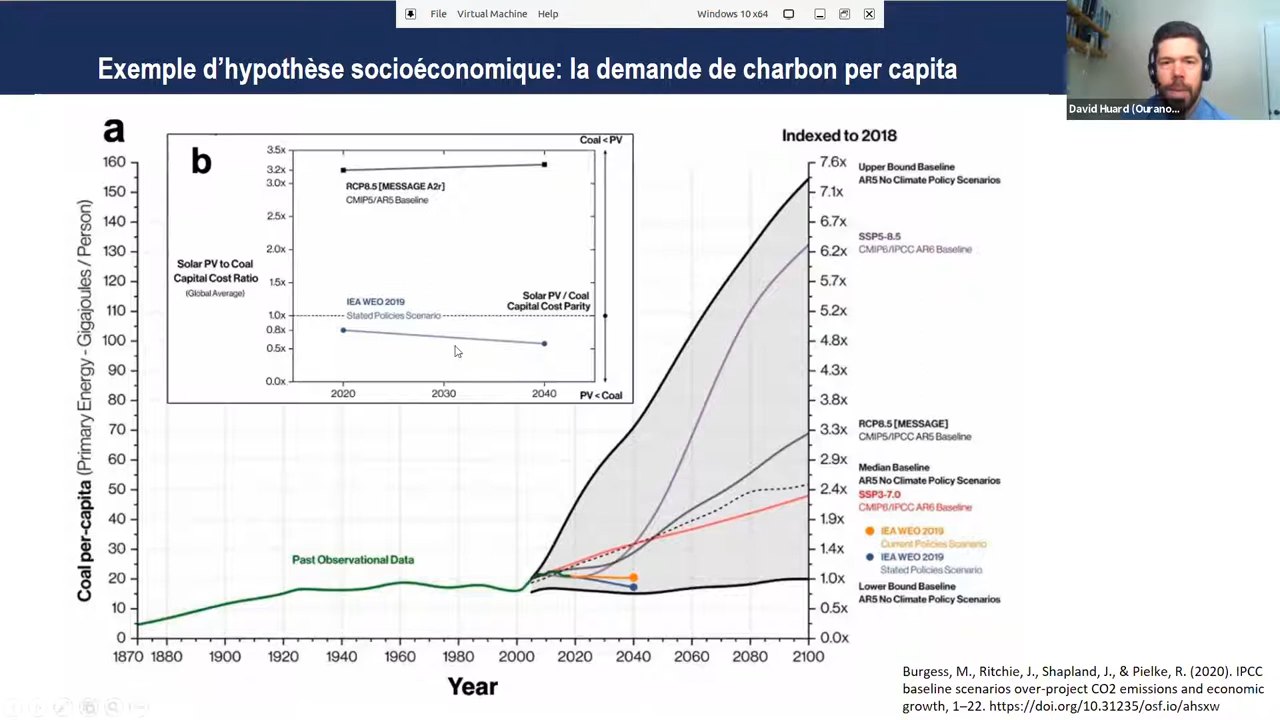 File Virtual Machine Help
Windows 10 x64
Exemple d'hypothèse socioéconomique: la demande de charbon per capita
David Huard (Ourano...
a
b
Coal < PV
3.5x
3.2x
3.0x
2.5x
2.0x
1.5x
1.0x
0.8x
0.5x
0.0x
RCP8.5 [MESSAGE A2r]
CMIP5/AR5 Baseline
Solar PV to Coal
Capital Cost Ratio
(Global Average)
IEA WEO 2019
Stated Policies Scenario
Solar PV / Coal
Capital Cost Parity
2020 2030 2040
PV < Coal
Indexed to 2018
Coal per-capita (Primary Energy - Gigajoules / Person)
160
150
140
130
120
110
100
90
80
70
60
50
40
30
20
10
0
Past Observational Data
7.6x
7.1x
6.7x
6.2x
5.7x
5.2x
4.8x
4.3x
3.8x
3.3x
2.9x
2.4x
1.9x
1.4x
1.0x
0.5x
0.0x
Upper Bound Baseline
AR5 No Climate Policy Scenarios
SSP5-8.5
CMIP6/IPCC AR6 Baseline
RCP8.5 [MESSAGE]
CMIP5/IPCC AR5 Baseline
Median Baseline
AR5 No Climate Policy Scenarios
SSP3-7.0
CMIP6/IPCC AR6 Baseline
IEA WEO 2019
Current Policies Scenario
IEA WEO 2019
Stated Policies Scenario
Lower Bound Baseline
AR5 No Climate Policy Scenarios
1870 1880 1900 1920 1940 1960 1980 2000 2020 2040 2060 2080 2100
Year
Burgess, M., Ritchie, J., Shapland, J., & Pielke, R. (2020). IPCC
baseline scenarios over-project CO2 emissions and economic
growth, 1–22. https://doi.org/10.31235/osf.io/ahsxw